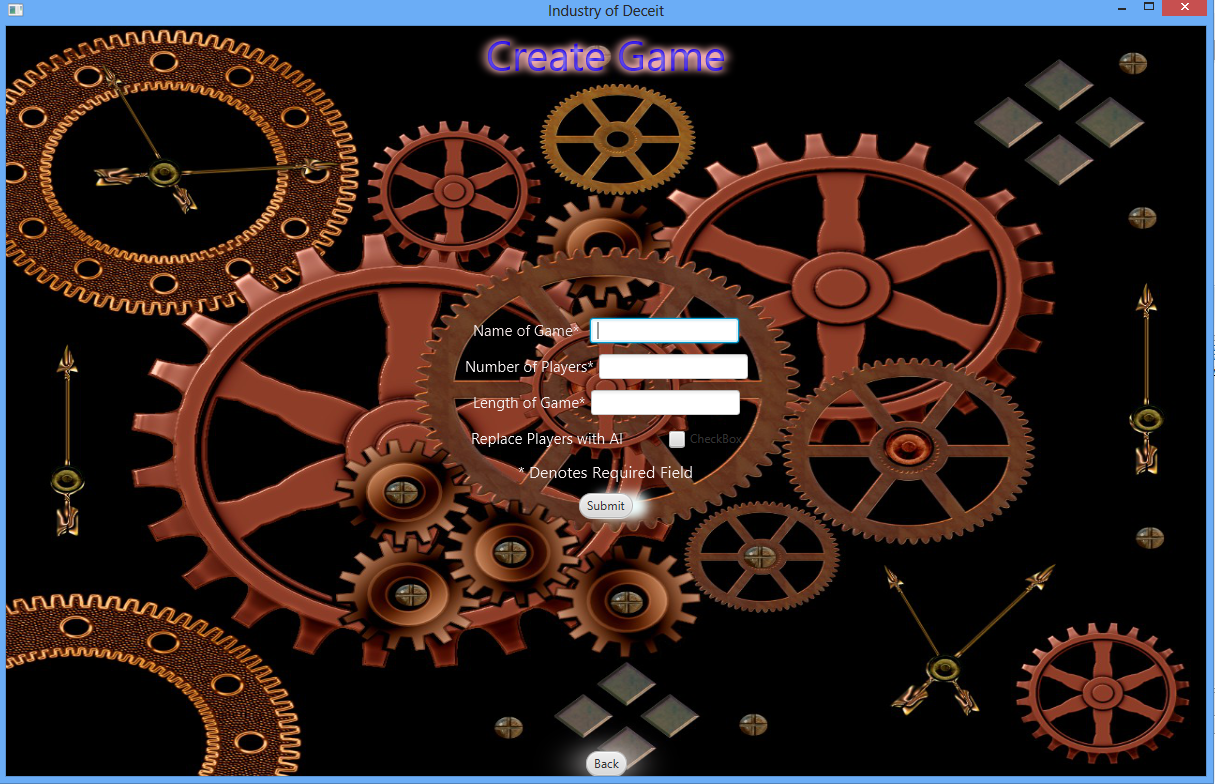 Industry of Deceit
Create Game
Name of Game*
Number of Players*
Length of Game*
Replace Players with AI CheckBox
* Denotes Required Field
Submit
Back